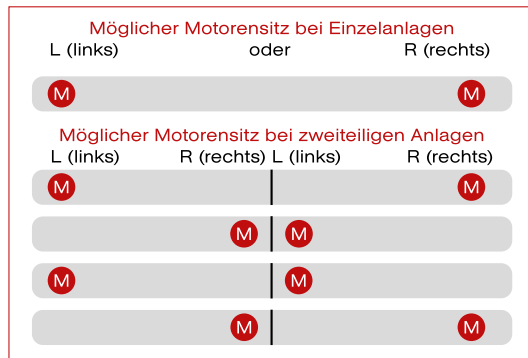 Möglicher Motorensitz bei Einzelanlagen
L (links) oder R (rechts)
M M
Möglicher Motorensitz bei zweiteiligen Anlagen
L (links) R (rechts) L (links) R (rechts)
M M
M M
M M
M M